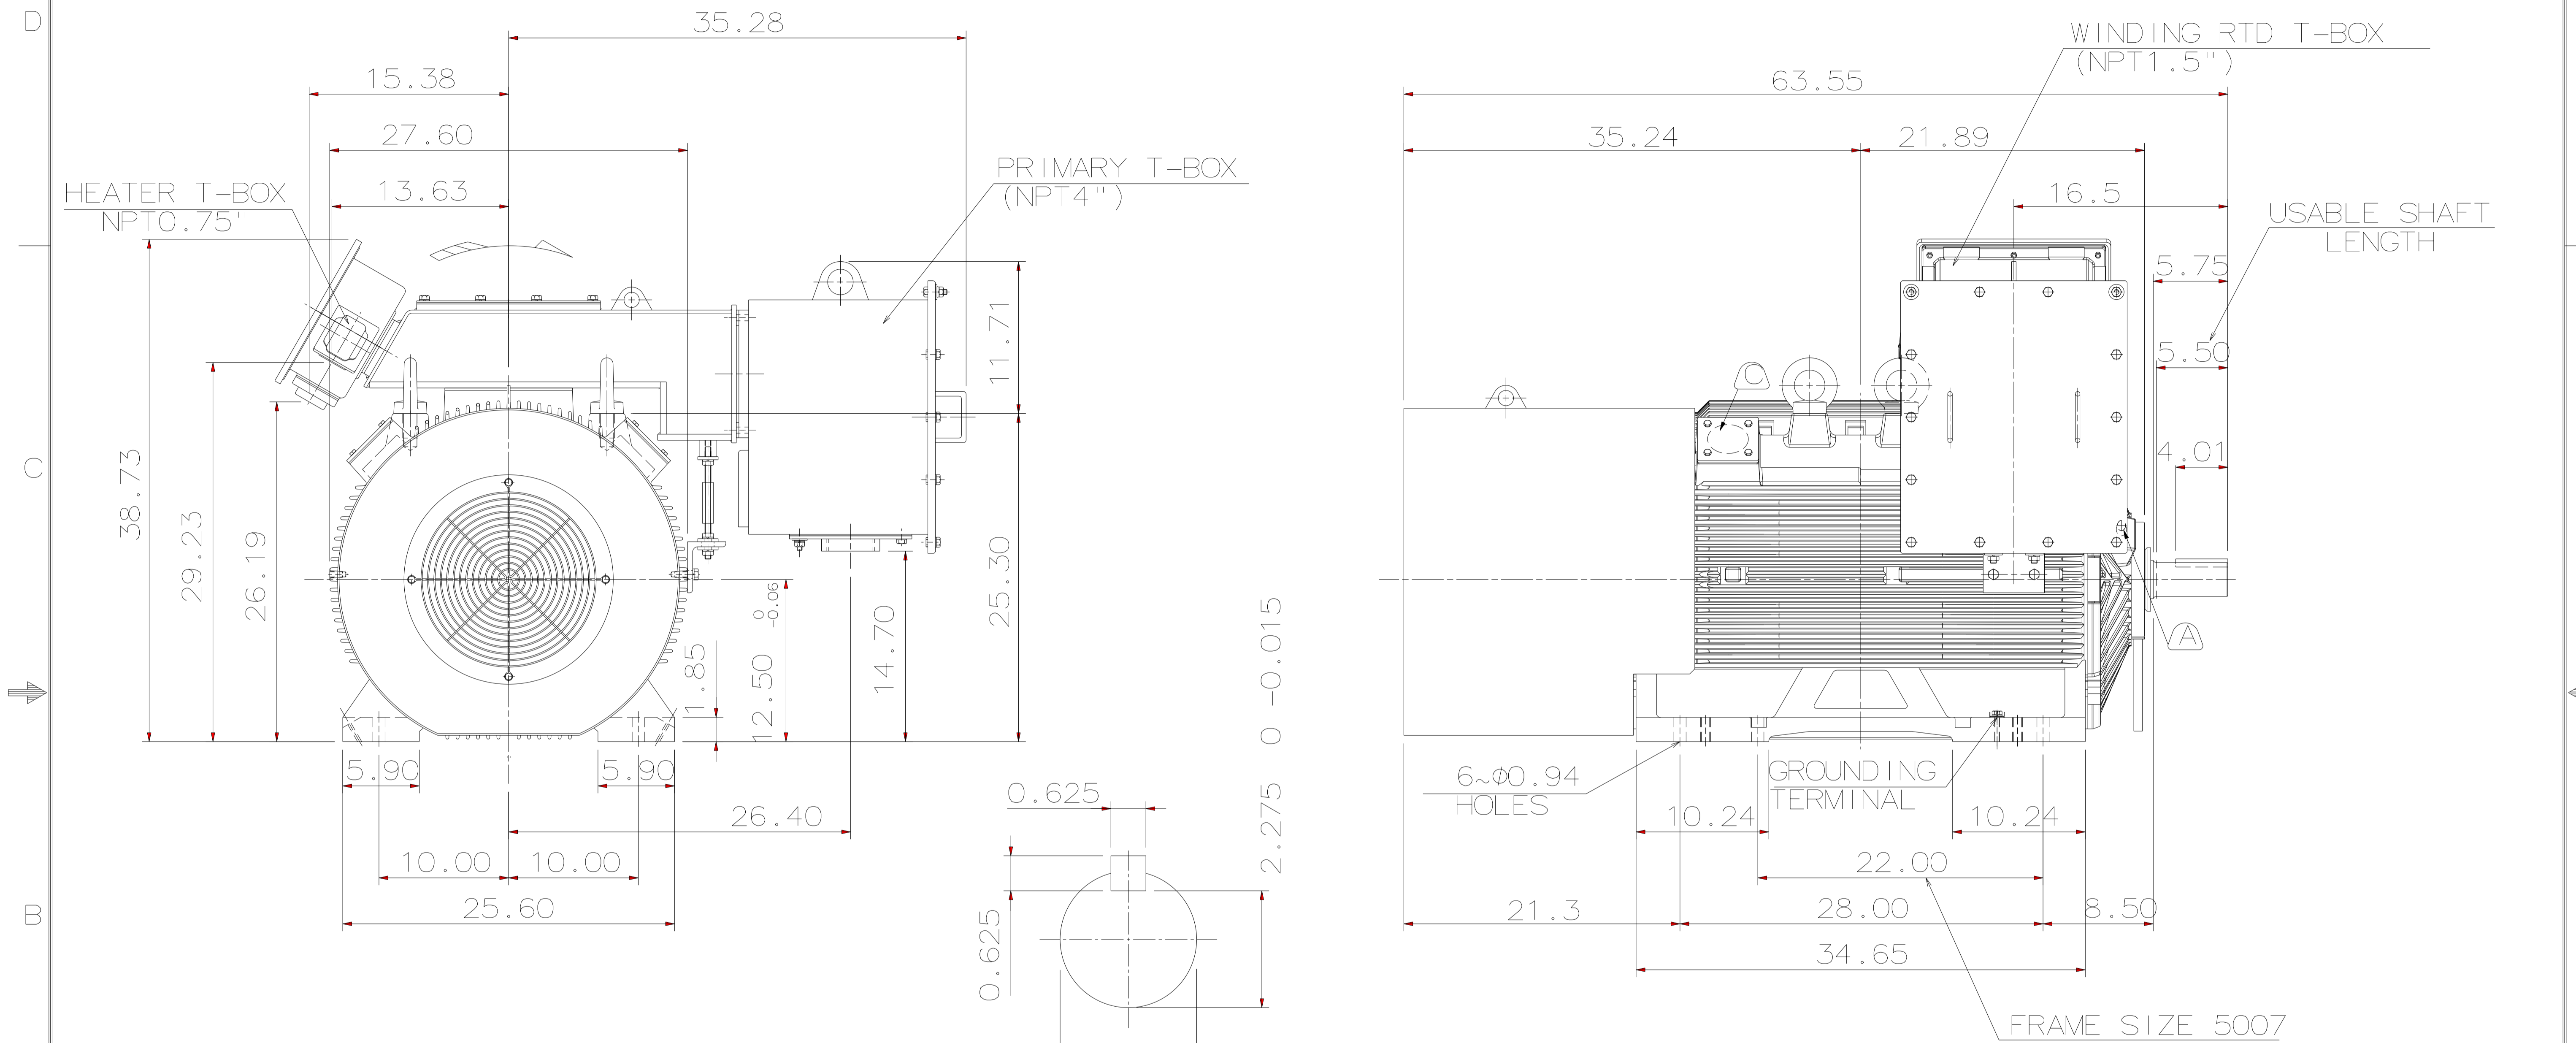 D
35.28
15.38
27.60
13.63
HEATER T-BOX
NPT0.75"
PRIMARY T-BOX
(NPT4")
11.71
38.73
29.23
26.19
25.30
14.70
12.50 0 -0.06
1.85
5.90
5.90
26.40
10.00
10.00
25.60
C
B
0.625
0.625
2.275 0 -0.015
WINDING RTD T-BOX
(NPT1.5")
63.55
35.24
21.89
16.5
USABLE SHAFT
LENGTH
5.75
5.50
4.01
C
A
6~Ø0.94
HOLES
GROUNDING
TERMINAL
10.24
10.24
22.00
21.3
28.00
8.50
34.65
FRAME SIZE 5007